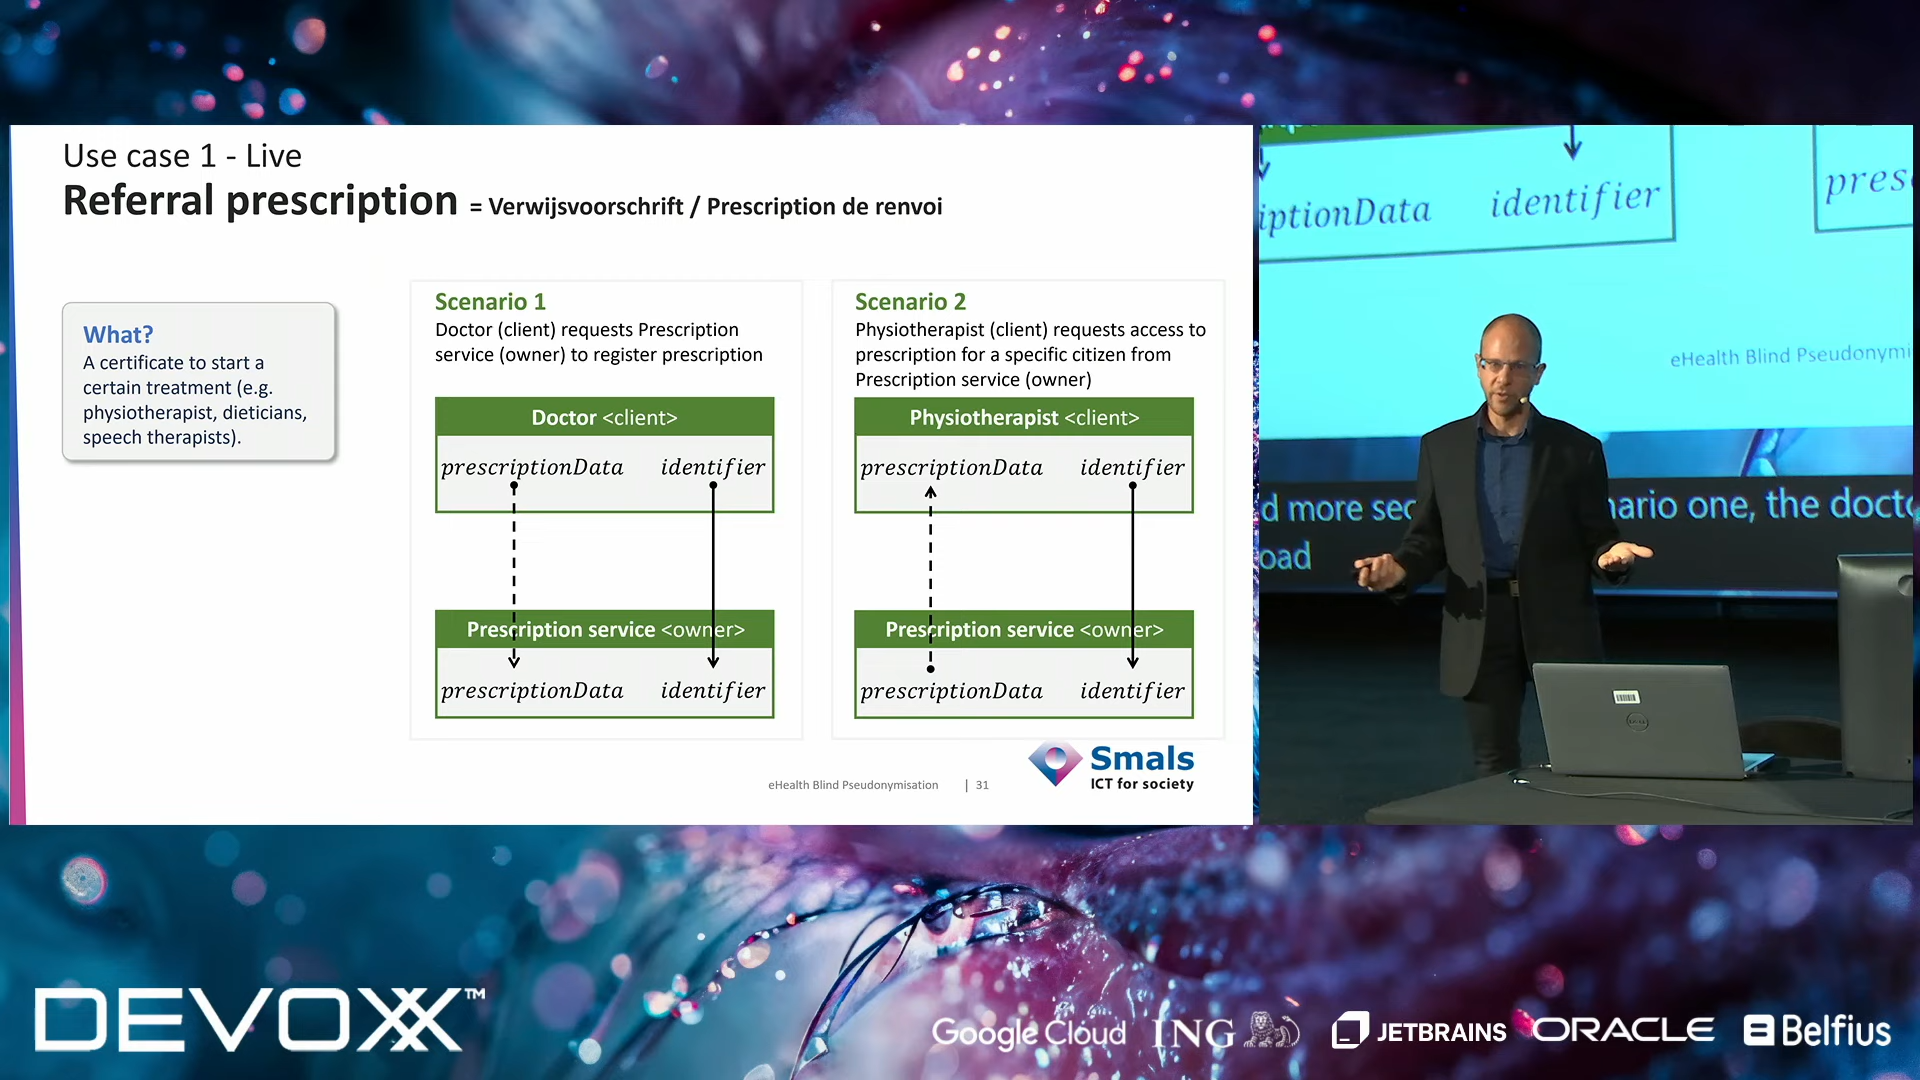 Use case 1 - Live
Referral prescription = Verwijsvoorschrift / Prescription de renvoi
What?
A certificate to start a
certain treatment (e.g.
physiotherapist, dieticians,
speech therapists).
Scenario 1
Doctor (client) requests Prescription
service (owner) to register prescription
Doctor <client>
prescriptionData identifier
Prescription service <owner>
prescriptionData identifier
Scenario 2
Physiotherapist (client) requests access to
prescription for a specific citizen from
Prescription service (owner)
Physiotherapist <client>
prescriptionData identifier
Prescription service <owner>
prescriptionData identifier
eHealth Blind Pseudonymisation | 31
Smals
ICT for society
iptionData identifier pres
eHealth Blind Pseudonymi
d more sec ario one, the docto
oad
DELL
DEVOXX™
Google Cloud ING JETBRAINS ORACLE Belfius